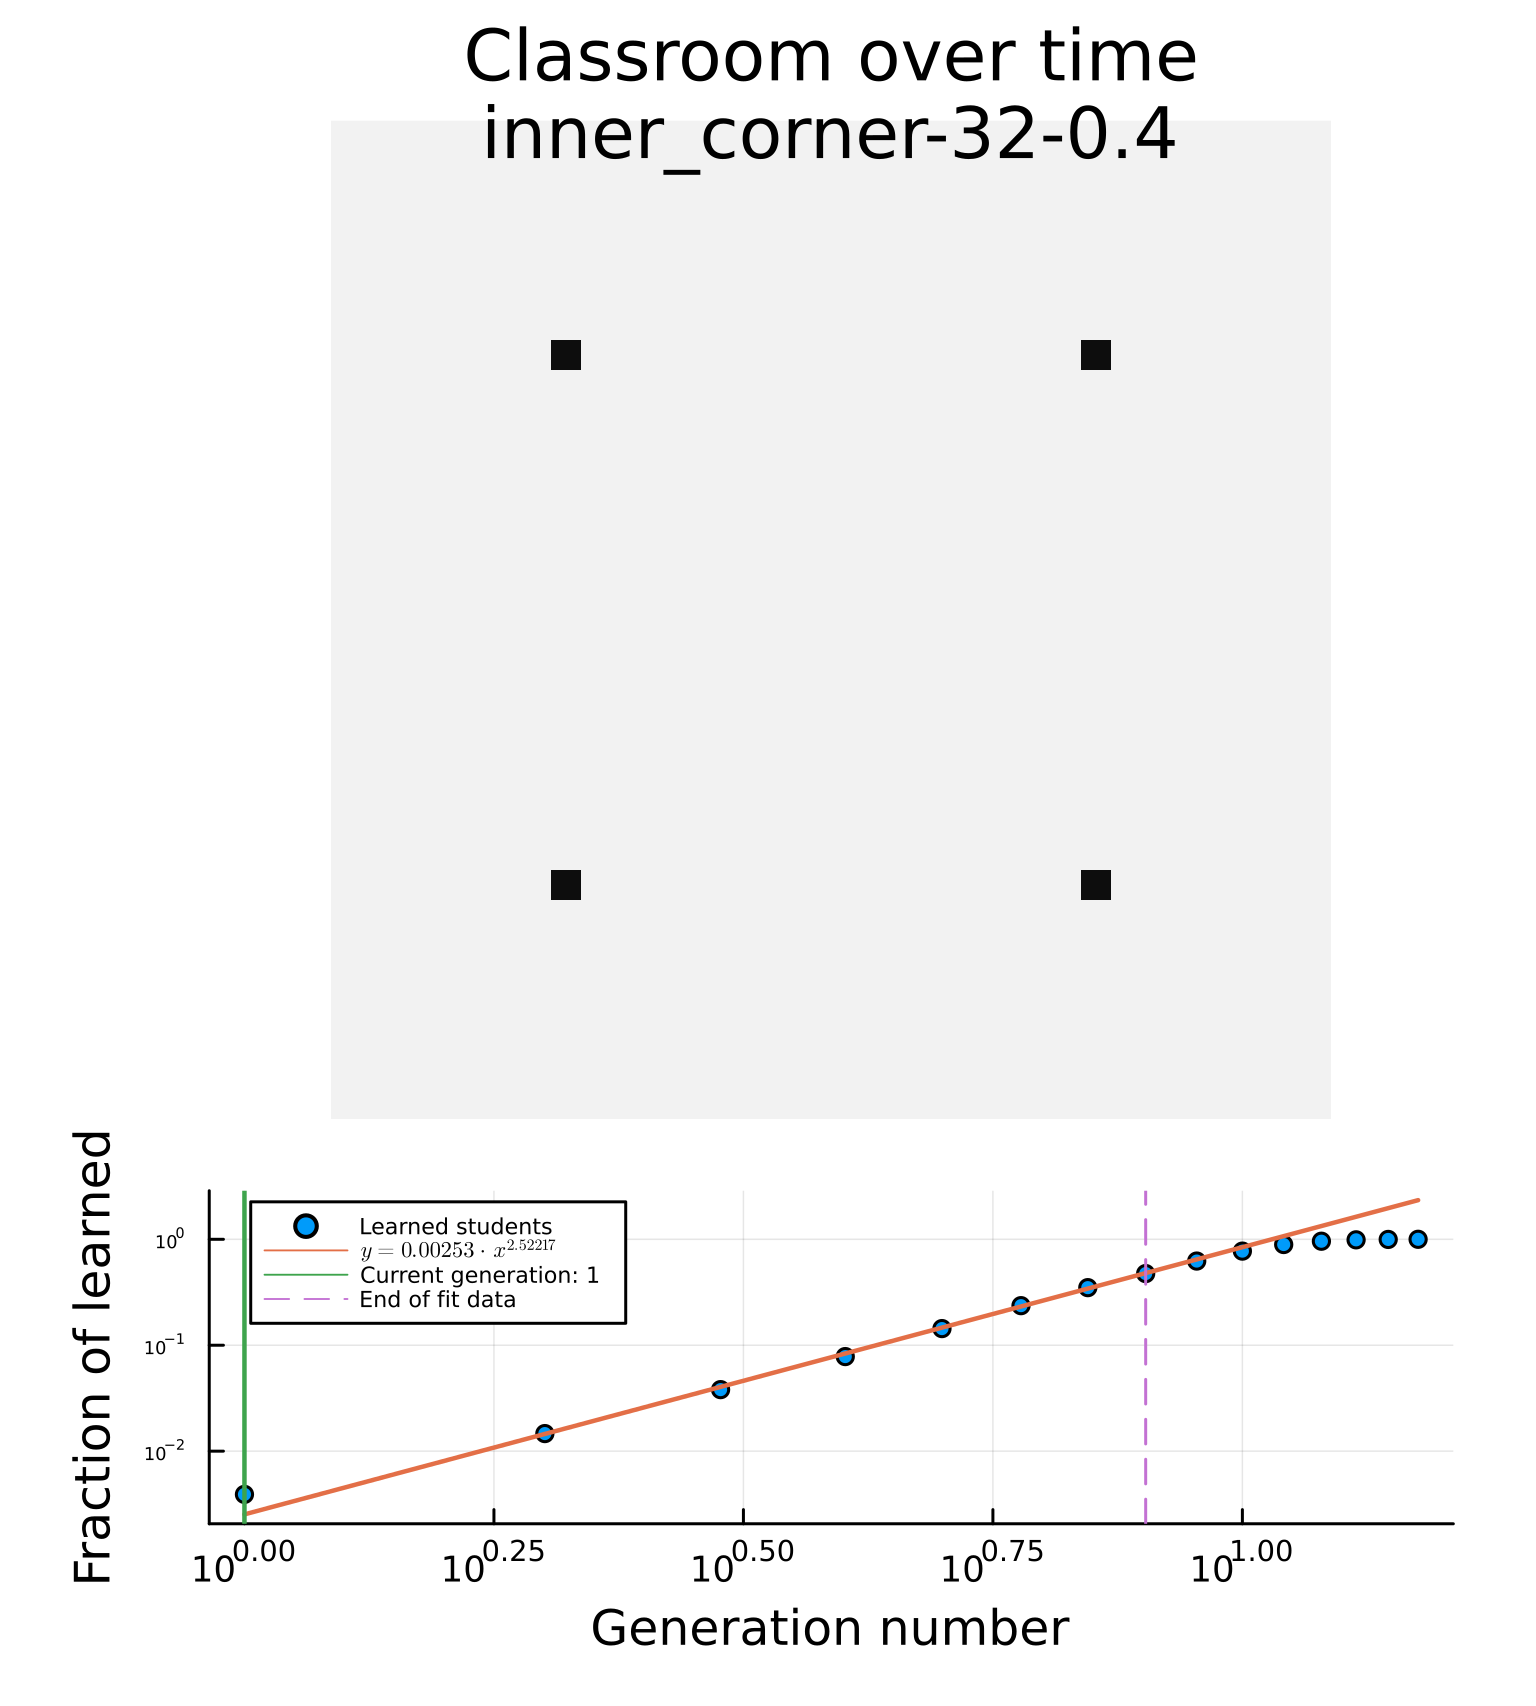 Classroom over time
inner_corner-32-0.4
Fraction of learned
10⁰
10⁻¹
10⁻²
Learned students
y = 0.00253 · x^2.52217
Current generation: 1
End of fit data
10^0.00 10^0.25 10^0.50 10^0.75 10^1.00
Generation number